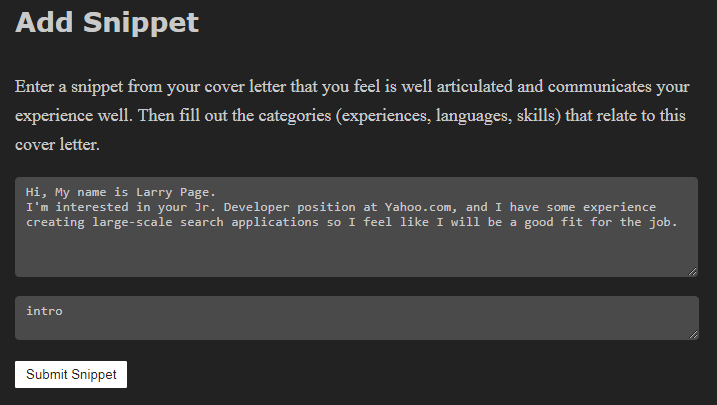 Add Snippet
Enter a snippet from your cover letter that you feel is well articulated and communicates your
experience well. Then fill out the categories (experiences, languages, skills) that relate to this
cover letter.
Hi, My name is Larry Page.
I'm interested in your Jr. Developer position at Yahoo.com, and I have some experience
creating large-scale search applications so I feel like I will be a good fit for the job.
intro
Submit Snippet